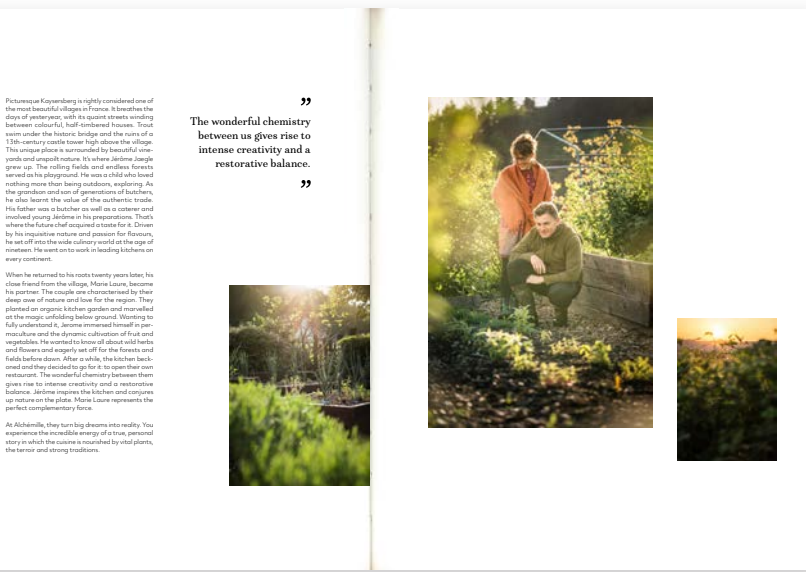 Picturesque Kaysersberg is rightly considered one of
the most beautiful villages in France. It breathes the
days of yesteryear, with its quaint streets winding
between colourful, half-timbered houses. Trout
swim under the historic bridge and the ruins of a
13th-century castle tower high above the village.
This unique place is surrounded by beautiful vine-
yards and unspoilt nature. It's where Jérôme Jaegle
grew up. The rolling fields and endless forests
served as his playground. He was a child who loved
nothing more than being outdoors, exploring. As
the grandson and son of generations of butchers,
he also learnt the value of the authentic trade.
His father was a butcher as well as a caterer and
involved young Jérôme in his preparations. That's
where the future chef acquired a taste for it. Driven
by his inquisitive nature and passion for flavours,
he set off into the wide culinary world at the age of
nineteen. He went on to work in leading kitchens on
every continent.
When he returned to his roots twenty years later, his
close friend from the village, Marie Laure, became
his partner. The couple are characterised by their
deep awe of nature and love for the region. They
planted an organic kitchen garden and marvelled
at the magic unfolding below ground. Wanting to
fully understand it, Jerome immersed himself in per-
maculture and the dynamic cultivation of fruit and
vegetables. He wanted to know all about wild herbs
and flowers and eagerly set off for the forests and
fields before dawn. After a while, the kitchen beck-
oned and they decided to go for it: to open their own
restaurant. The wonderful chemistry between them
gives rise to intense creativity and a restorative
balance. Jérôme inspires the kitchen and conjures
up nature on the plate. Marie Laure represents the
perfect complementary force.
At Alchémille, they turn big dreams into reality. You
experience the incredible energy of a true, personal
story in which the cuisine is nourished by vital plants,
the terroir and strong traditions.
”
The wonderful chemistry
between us gives rise to
intense creativity and a
restorative balance.
”